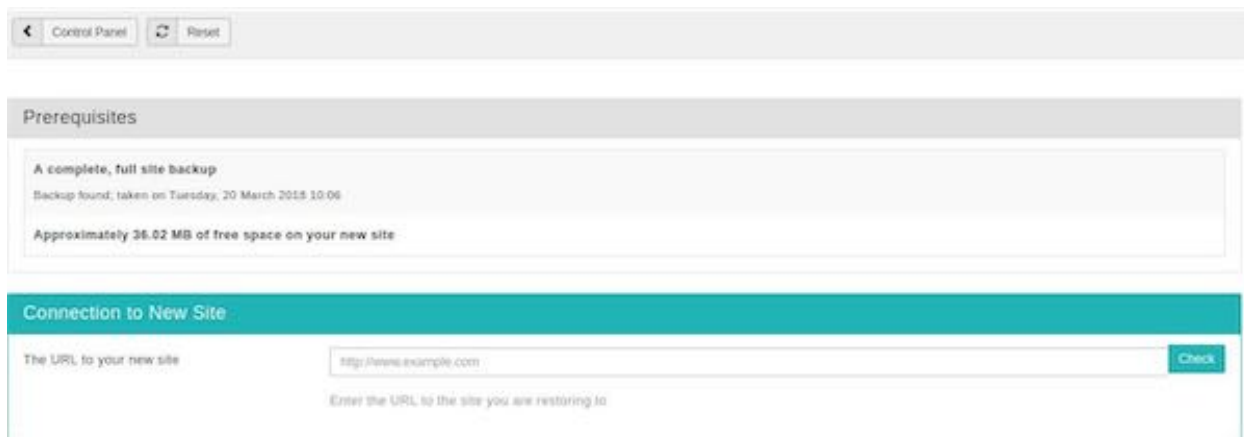 Control Panel Reset
Prerequisites
A complete, full site backup
Backup found; taken on Tuesday, 20 March 2018 10:06
Approximately 36.02 MB of free space on your new site
Connection to New Site
The URL to your new site http://www.example.com Check
Enter the URL to the site you are restoring to